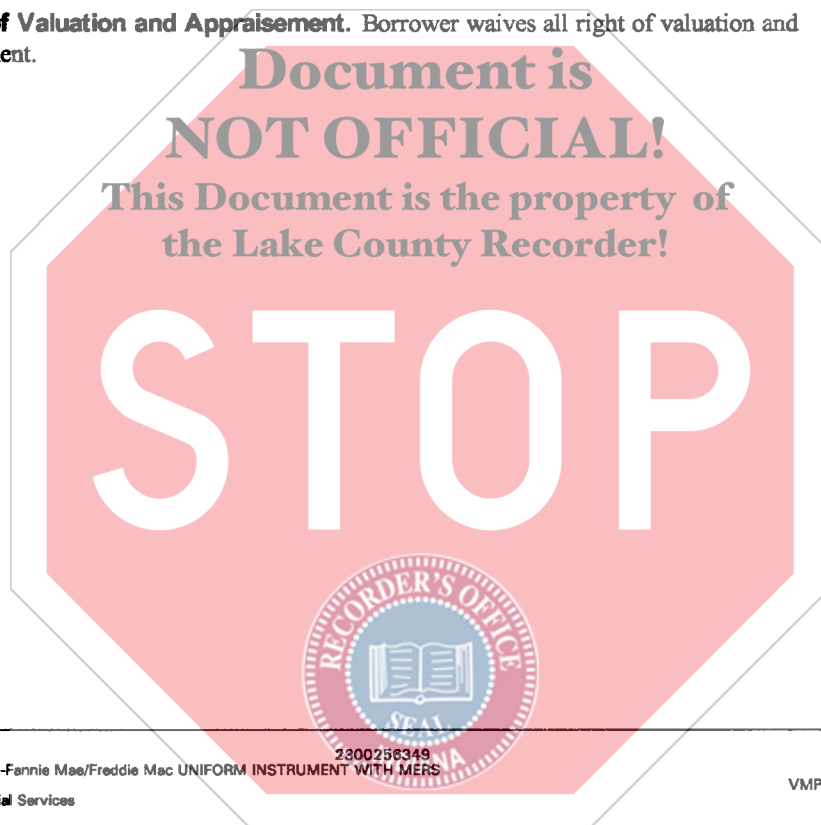 f Valuation and Appraisement. Borrower waives all right of valuation and
ent.
Document is
NOT OFFICIAL!
This Document is the property of
the Lake County Recorder!
STOP
RECORDER'S OFFICE
SEAL
2300256349
-Fannie Mae/Freddie Mac UNIFORM INSTRUMENT WITH MERS
VMP
al Services